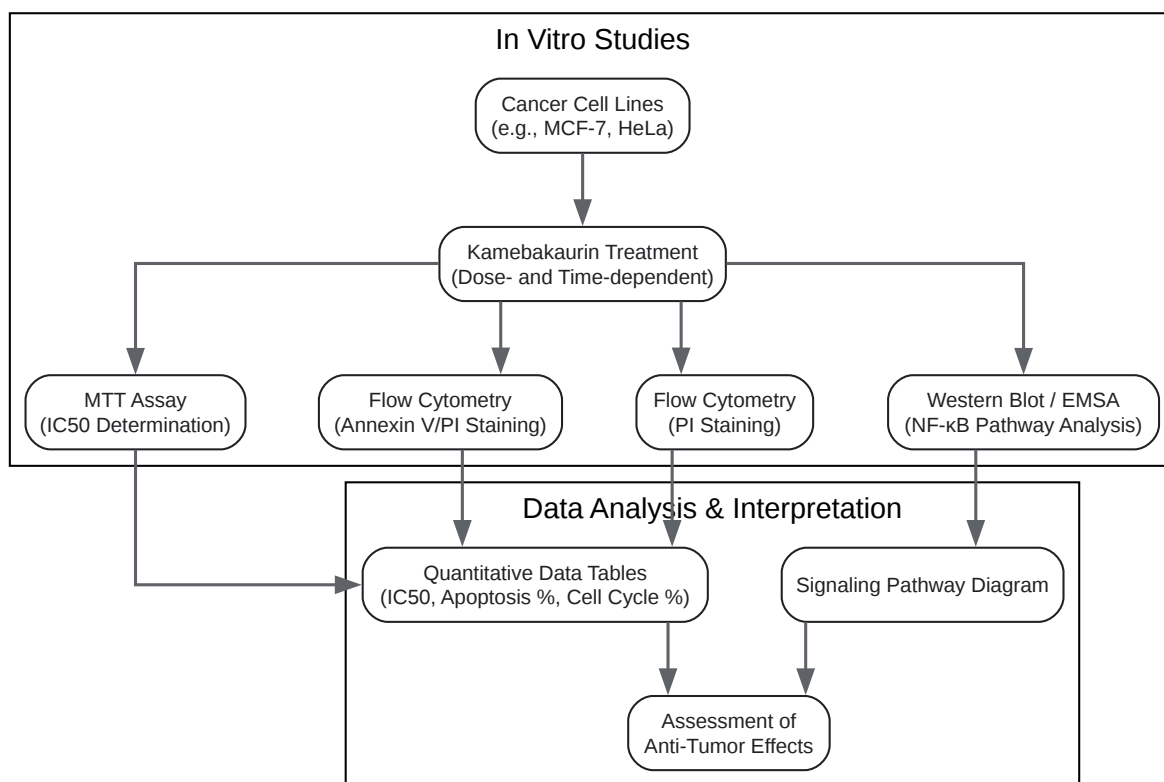 In Vitro Studies
Cancer Cell Lines
(e.g., MCF-7, HeLa)
Kamebakaurin Treatment
(Dose- and Time-dependent)
MTT Assay
(IC50 Determination)
Flow Cytometry
(Annexin V/PI Staining)
Flow Cytometry
(PI Staining)
Western Blot / EMSA
(NF-κB Pathway Analysis)
Data Analysis & Interpretation
Quantitative Data Tables
(IC50, Apoptosis %, Cell Cycle %)
Signaling Pathway Diagram
Assessment of
Anti-Tumor Effects